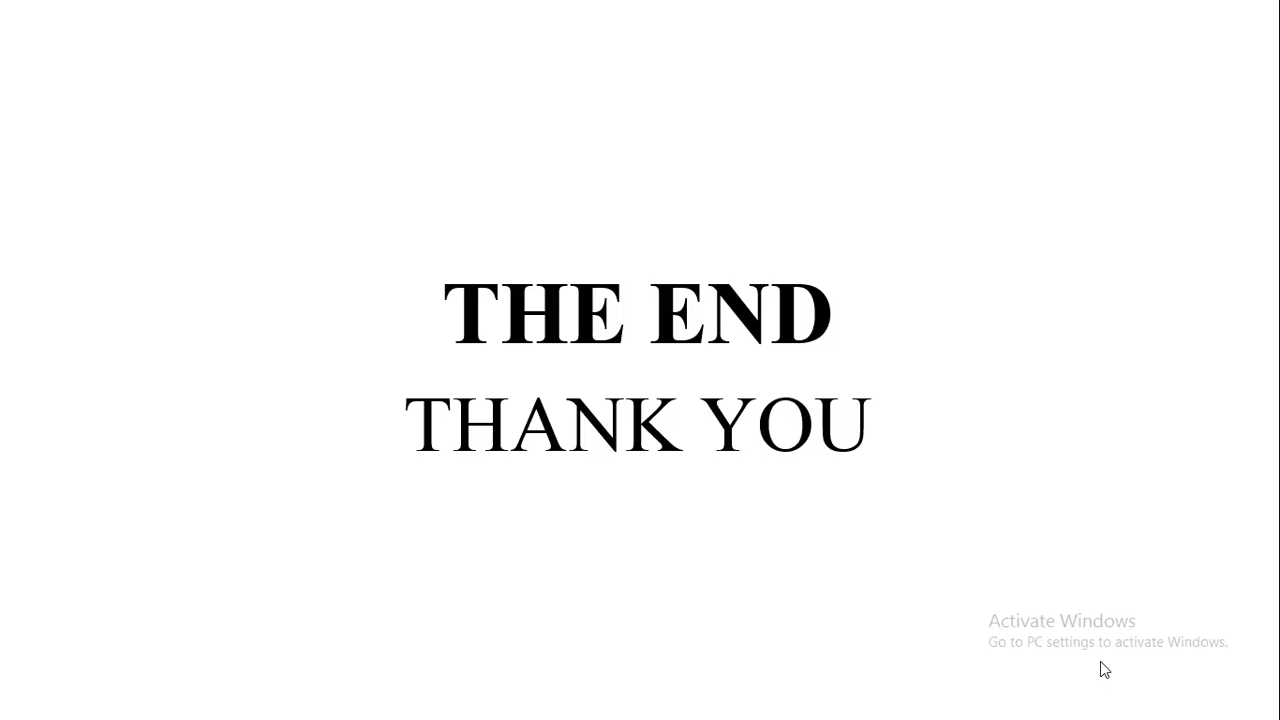 THE END
THANK YOU
Activate Windows
Go to PC settings to activate Windows.